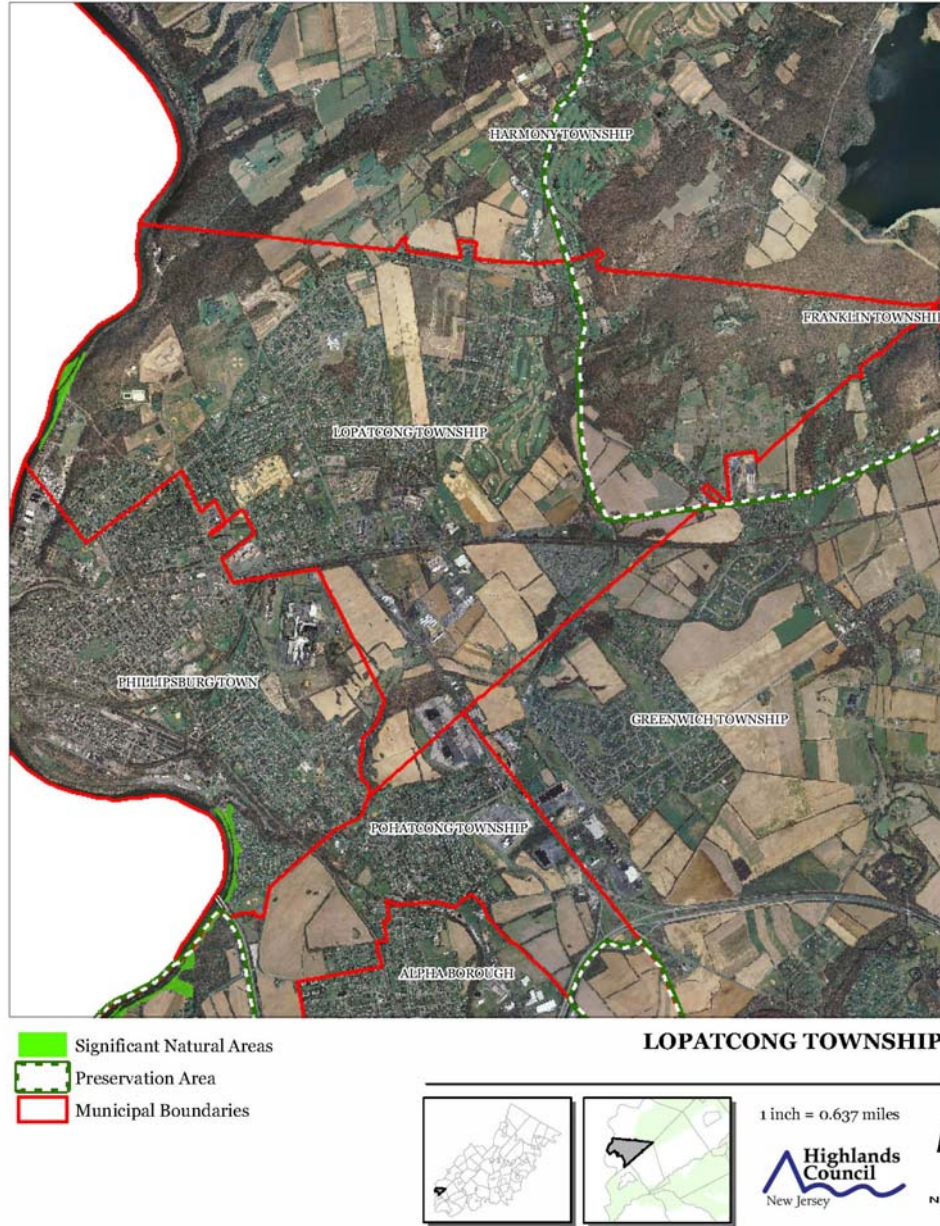 HARMONY TOWNSHIP
FRANKLIN TOWNSHIP
LOPATCONG TOWNSHIP
PHILLIPSBURG TOWN
GREENWICH TOWNSHIP
POHATCONG TOWNSHIP
ALPHA BOROUGH
Significant Natural Areas
Preservation Area
Municipal Boundaries
LOPATCONG TOWNSHIP
1 inch = 0.637 miles
Highlands
Council
New Jersey
N